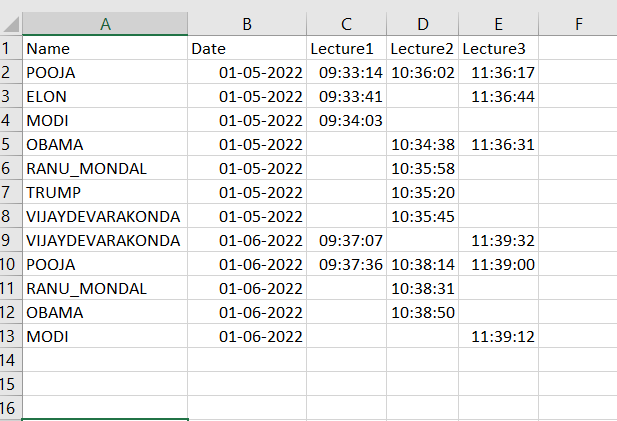 A B C D E F
1 Name Date Lecture1 Lecture2 Lecture3
2 POOJA 01-05-2022 09:33:14 10:36:02 11:36:17
3 ELON 01-05-2022 09:33:41 11:36:44
4 MODI 01-05-2022 09:34:03
5 OBAMA 01-05-2022 10:34:38 11:36:31
6 RANU_MONDAL 01-05-2022 10:35:58
7 TRUMP 01-05-2022 10:35:20
8 VIJAYDEVARAKONDA 01-05-2022 10:35:45
9 VIJAYDEVARAKONDA 01-06-2022 09:37:07 11:39:32
10 POOJA 01-06-2022 09:37:36 10:38:14 11:39:00
11 RANU_MONDAL 01-06-2022 10:38:31
12 OBAMA 01-06-2022 10:38:50
13 MODI 01-06-2022 11:39:12
14
15
16